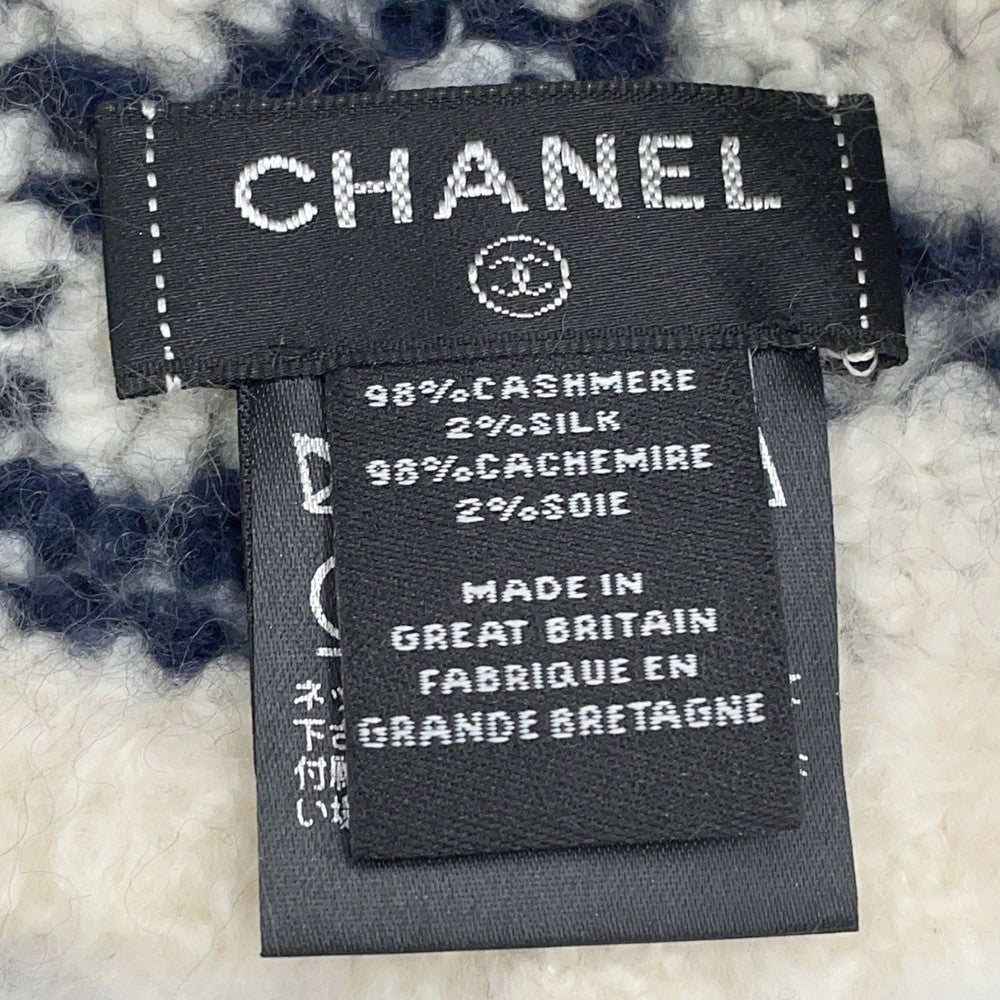 CHANEL
98%CASHMERE
2%SILK
98%CACHEMIRE
2%SOIE
MADE IN
GREAT BRITAIN
FABRIQUE EN
GRANDE BRETAGNE